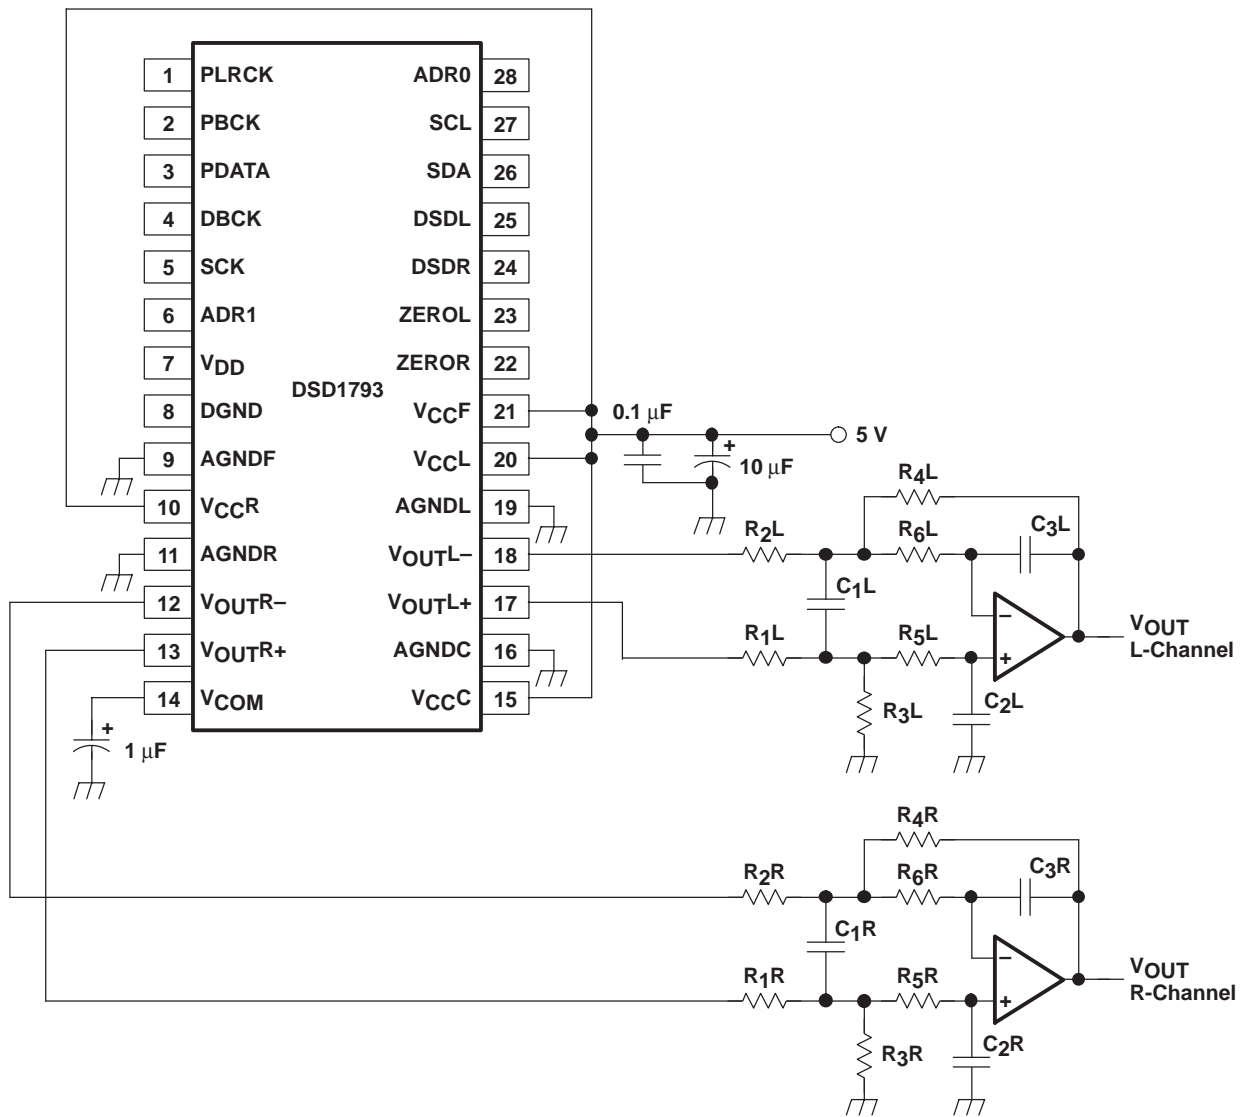 1 PLRCK ADR0 28
2 PBCK SCL 27
3 PDATA SDA 26
4 DBCK DSDL 25
5 SCK DSDR 24
6 ADR1 ZEROL 23
7 VDD ZEROR 22
DSD1793
8 DGND VCCF 21
0.1 μF
5 V
+
9 AGNDF VCCL 20
10 μF
R4L
10 VCCR AGNDL 19
R2L R6L C3L
11 AGNDR VOUTL– 18
C1L
12 VOUTR– VOUTL+ 17
–
R1L R5L
VOUT
L-Channel
13 VOUTR+ AGNDC 16
+
14 VCOM VCCC 15
R3L C2L
+
1 μF
R4R
R2R R6R C3R
C1R
–
R1R R5R
VOUT
R-Channel
+
R3R C2R